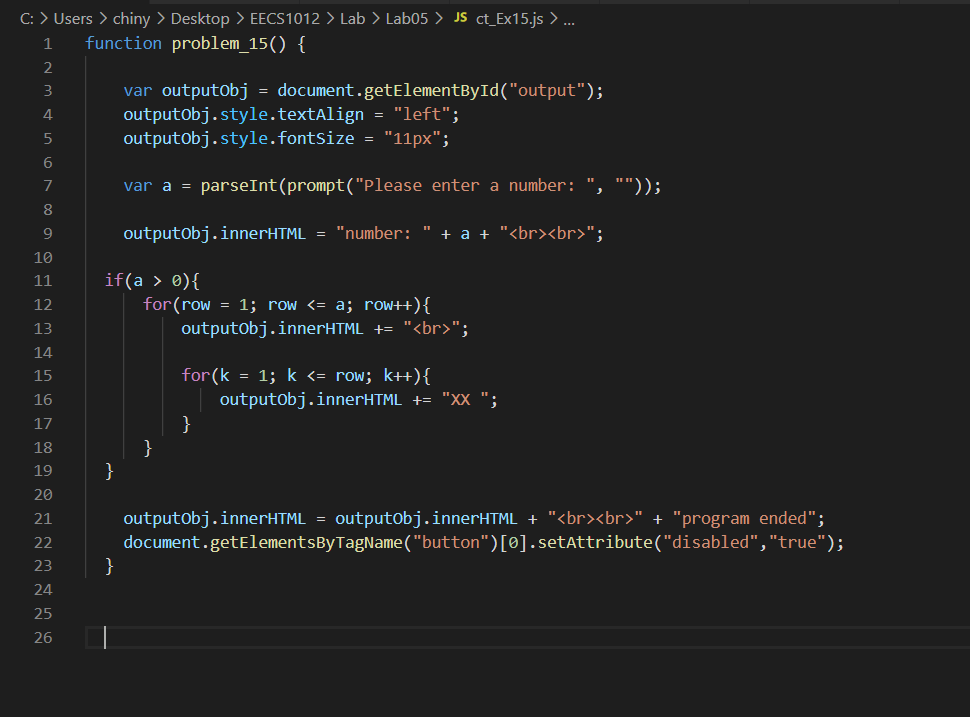 C: > Users > chiny > Desktop > EECS1012 > Lab > Lab05 > JS ct_Ex15.js > ...
1 function problem_15() {
2
3 var outputObj = document.getElementById("output");
4 outputObj.style.textAlign = "left";
5 outputObj.style.fontSize = "11px";
6
7 var a = parseInt(prompt("Please enter a number: ", ""));
8
9 outputObj.innerHTML = "number: " + a + "<br><br>";
10
11 if(a > 0){
12 for(row = 1; row <= a; row++){
13 outputObj.innerHTML += "<br>";
14
15 for(k = 1; k <= row; k++){
16 outputObj.innerHTML += "XX ";
17 }
18 }
19 }
20
21 outputObj.innerHTML = outputObj.innerHTML + "<br><br>" + "program ended";
22 document.getElementsByTagName("button")[0].setAttribute("disabled","true");
23 }
24
25
26